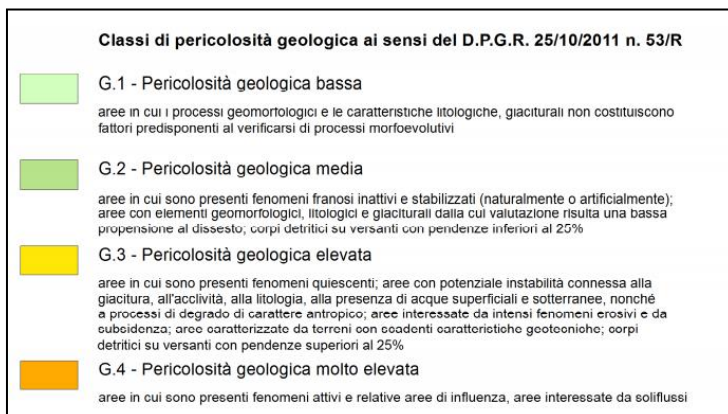 Classi di pericolosità geologica ai sensi del D.P.G.R. 25/10/2011 n. 53/R
G.1 - Pericolosità geologica bassa
aree in cui i processi geomorfologici e le caratteristiche litologiche, giaciturali non costituiscono
fattori predisponenti al verificarsi di processi morfoevolutivi
G.2 - Pericolosità geologica media
aree in cui sono presenti fenomeni franosi inattivi e stabilizzati (naturalmente o artificialmente);
aree con elementi geomorfologici, litologici e giaciturali dalla cui valutazione risulta una bassa
propensione al dissesto; corpi detritici su versanti con pendenze inferiori al 25%
G.3 - Pericolosità geologica elevata
aree in cui sono presenti fenomeni quiescenti; aree con potenziale instabilità connessa alla
giacitura, all'acclività, alla litologia, alla presenza di acque superficiali e sotterranee, nonché
a processi di degrado di carattere antropico; aree interessate da intensi fenomeni erosivi e da
subsidenza; aree caratterizzate da terreni con scadenti caratteristiche geotecniche; corpi
detritici su versanti con pendenze superiori al 25%
G.4 - Pericolosità geologica molto elevata
aree in cui sono presenti fenomeni attivi e relative aree di influenza, aree interessate da soliflussi